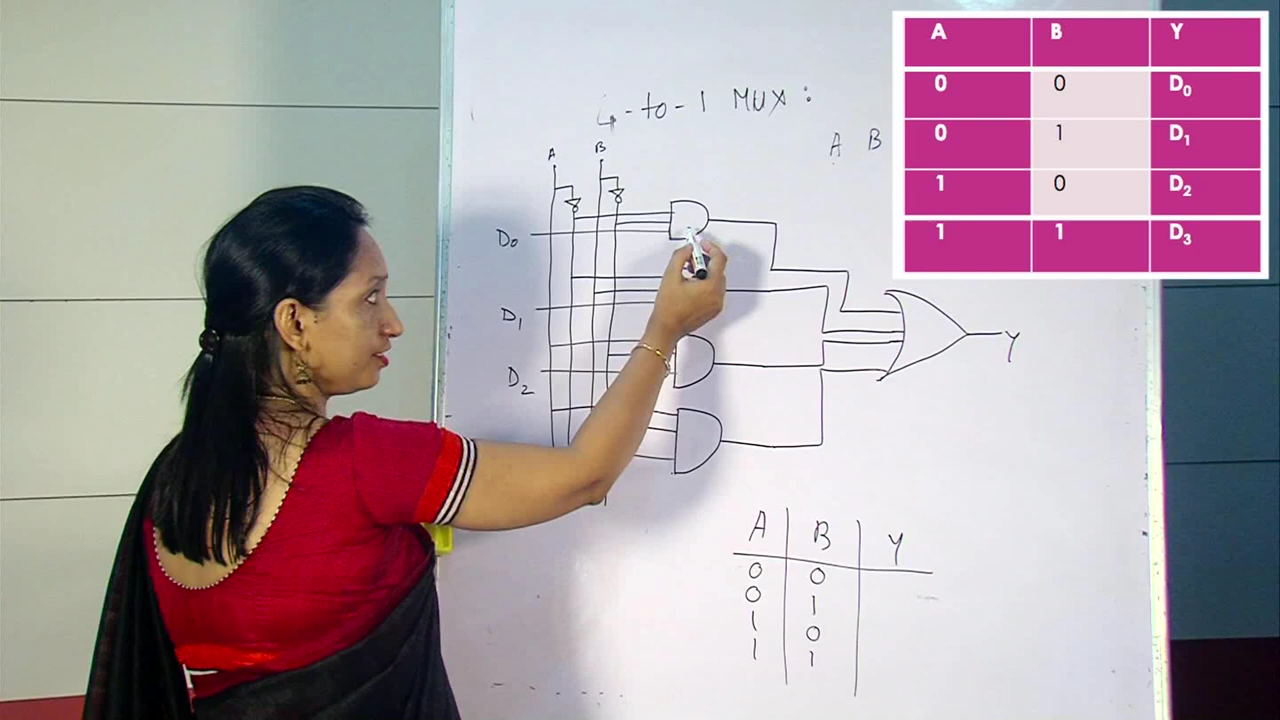 4-to-1 MUX:
A B
A B
D0
D1
D2
Y
A B Y
0 0
0 1
1 0
1 1
A B Y
0 0 D0
0 1 D1
1 0 D2
1 1 D3